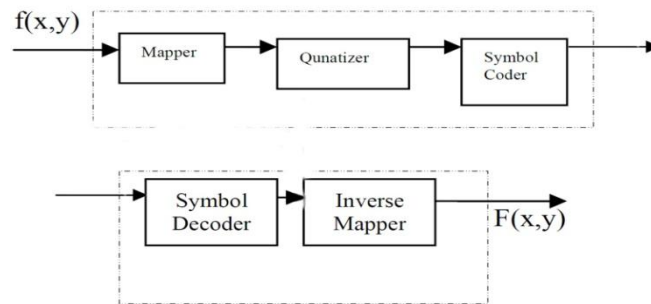 f(x,y)
Mapper
Qunatizer
Symbol
Coder
Symbol
Decoder
Inverse
Mapper
F(x,y)